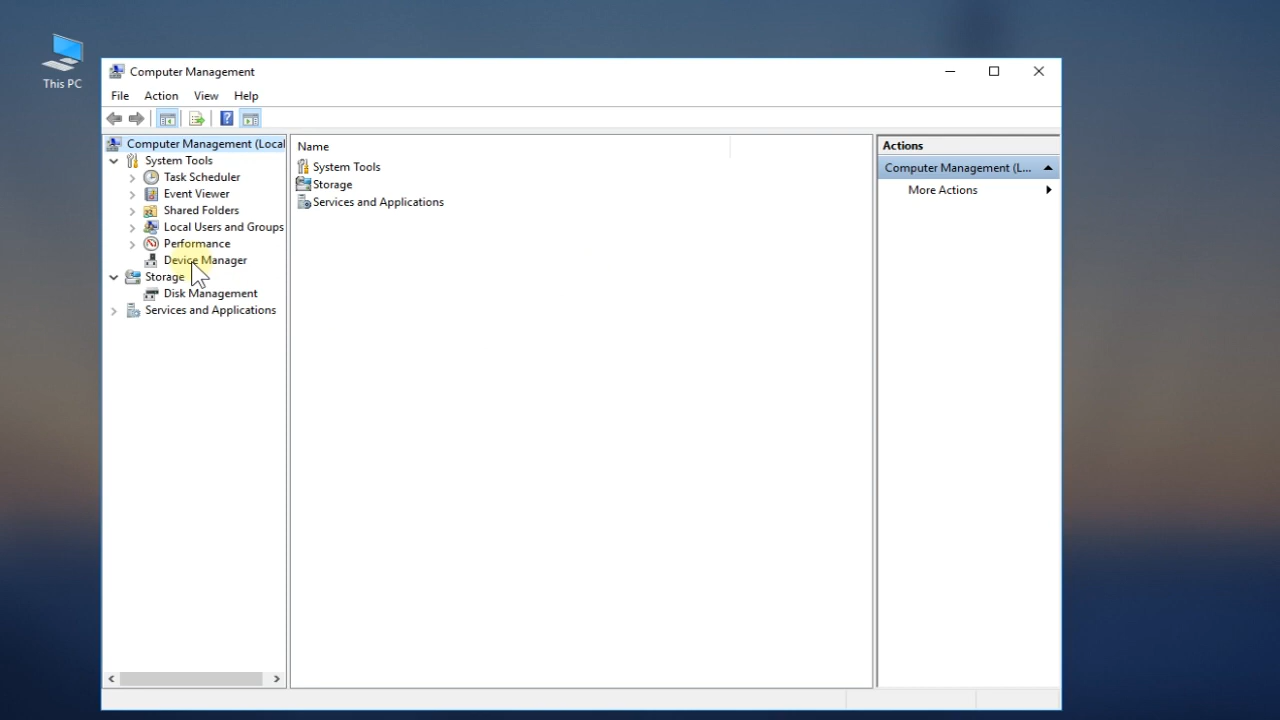 This PC
Computer Management
File Action View Help
Computer Management (Local
System Tools
Task Scheduler
Event Viewer
Shared Folders
Local Users and Groups
Performance
Device Manager
Storage
Disk Management
Services and Applications
Name
System Tools
Storage
Services and Applications
Actions
Computer Management (L...
More Actions